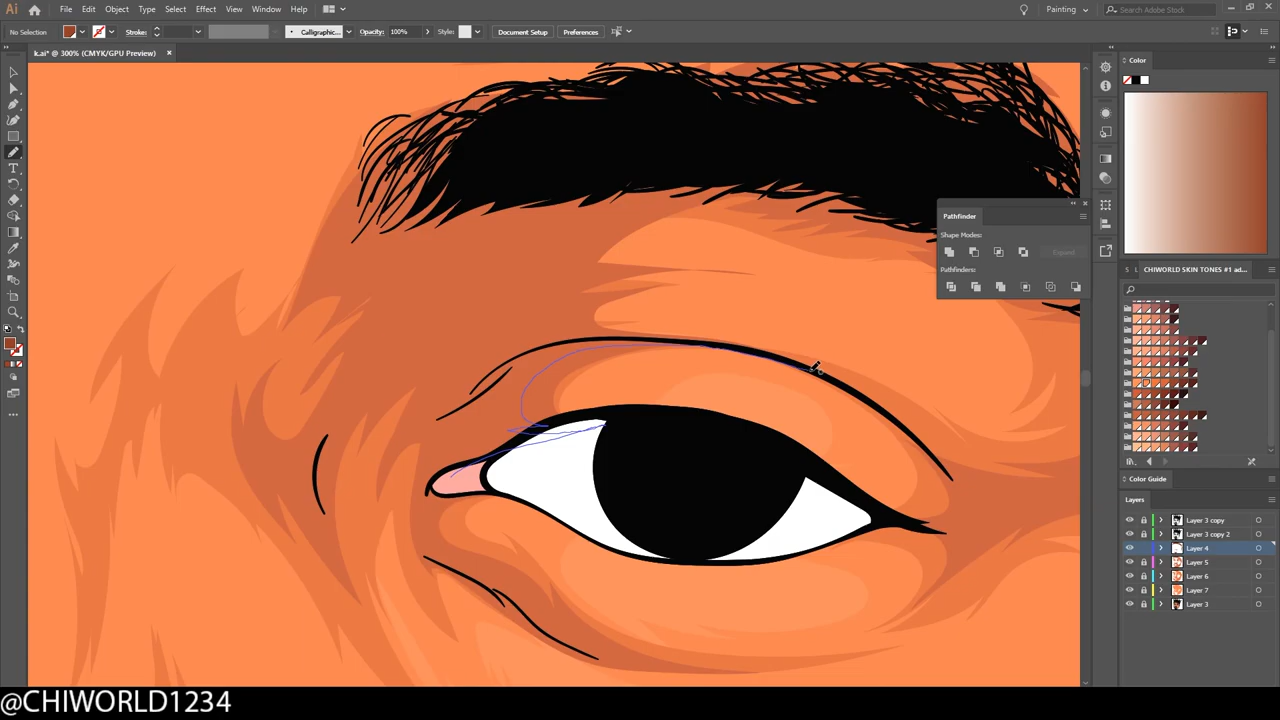 Ai File Edit Object Type Select Effect View Window Help Painting Search Adobe Stock
No Selection Stroke: Calligraphic... Opacity: 100% Style: Document Setup Preferences
k.ai* @ 300% (CMYK/GPU Preview)
Color
Pathfinder
Shape Modes:
Expand
Pathfinders:
S L CHIWORLD SKIN TONES #1 ad...
Color Guide
Layers
Layer 3 copy
Layer 3 copy 2
Layer 4
Layer 5
Layer 6
Layer 7
Layer 3
@CHIWORLD1234